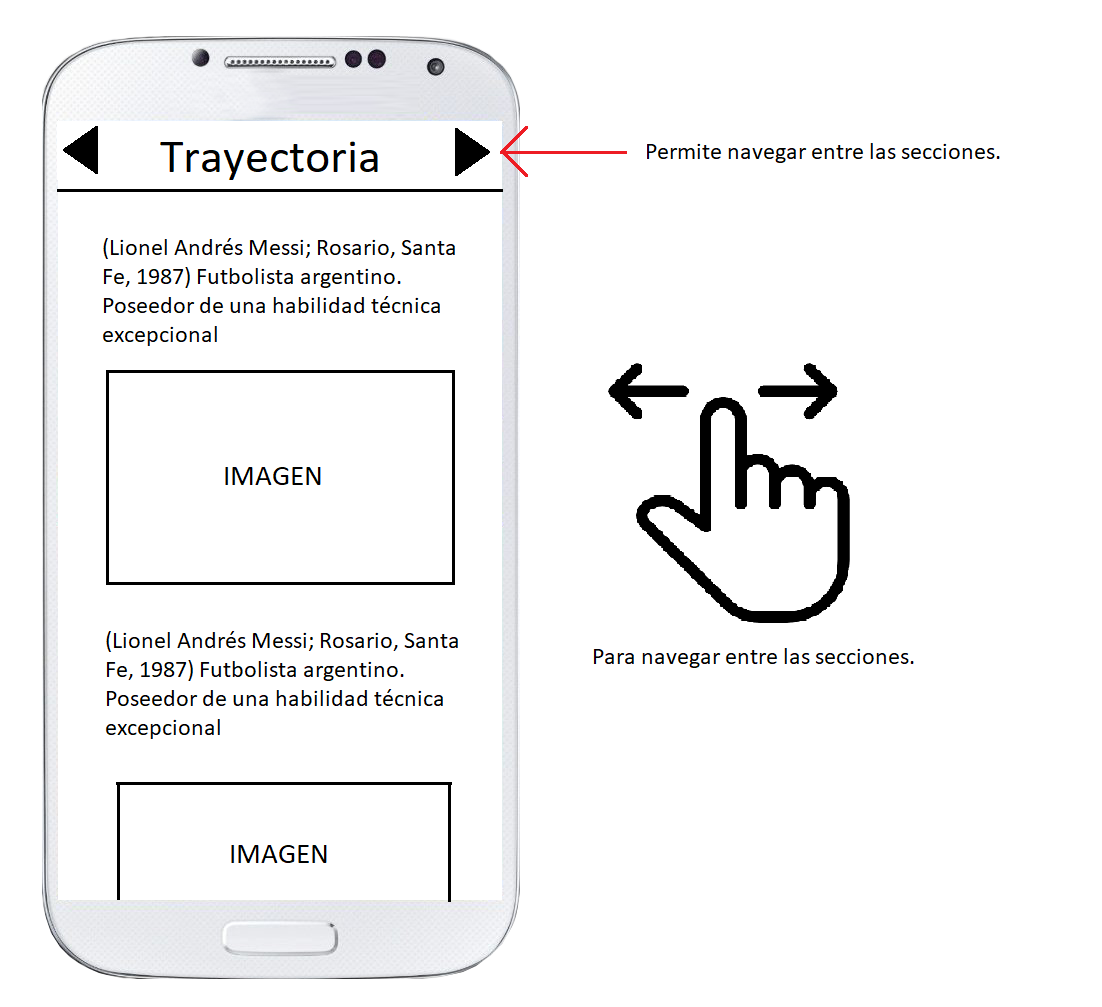 Trayectoria
Permite navegar entre las secciones.
(Lionel Andrés Messi; Rosario, Santa
Fe, 1987) Futbolista argentino.
Poseedor de una habilidad técnica
excepcional
IMAGEN
Para navegar entre las secciones.
(Lionel Andrés Messi; Rosario, Santa
Fe, 1987) Futbolista argentino.
Poseedor de una habilidad técnica
excepcional
IMAGEN